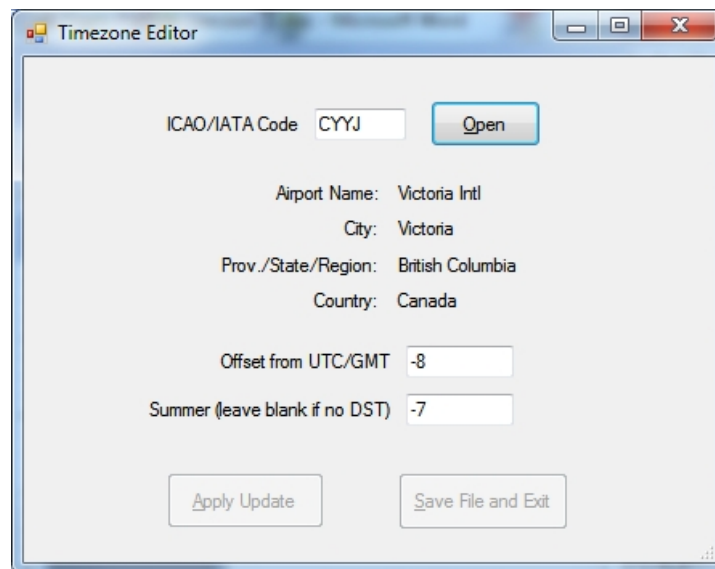 Timezone Editor
ICAO/IATA Code CYYJ Open
Airport Name: Victoria Intl
City: Victoria
Prov./State/Region: British Columbia
Country: Canada
Offset from UTC/GMT -8
Summer (leave blank if no DST) -7
Apply Update Save File and Exit